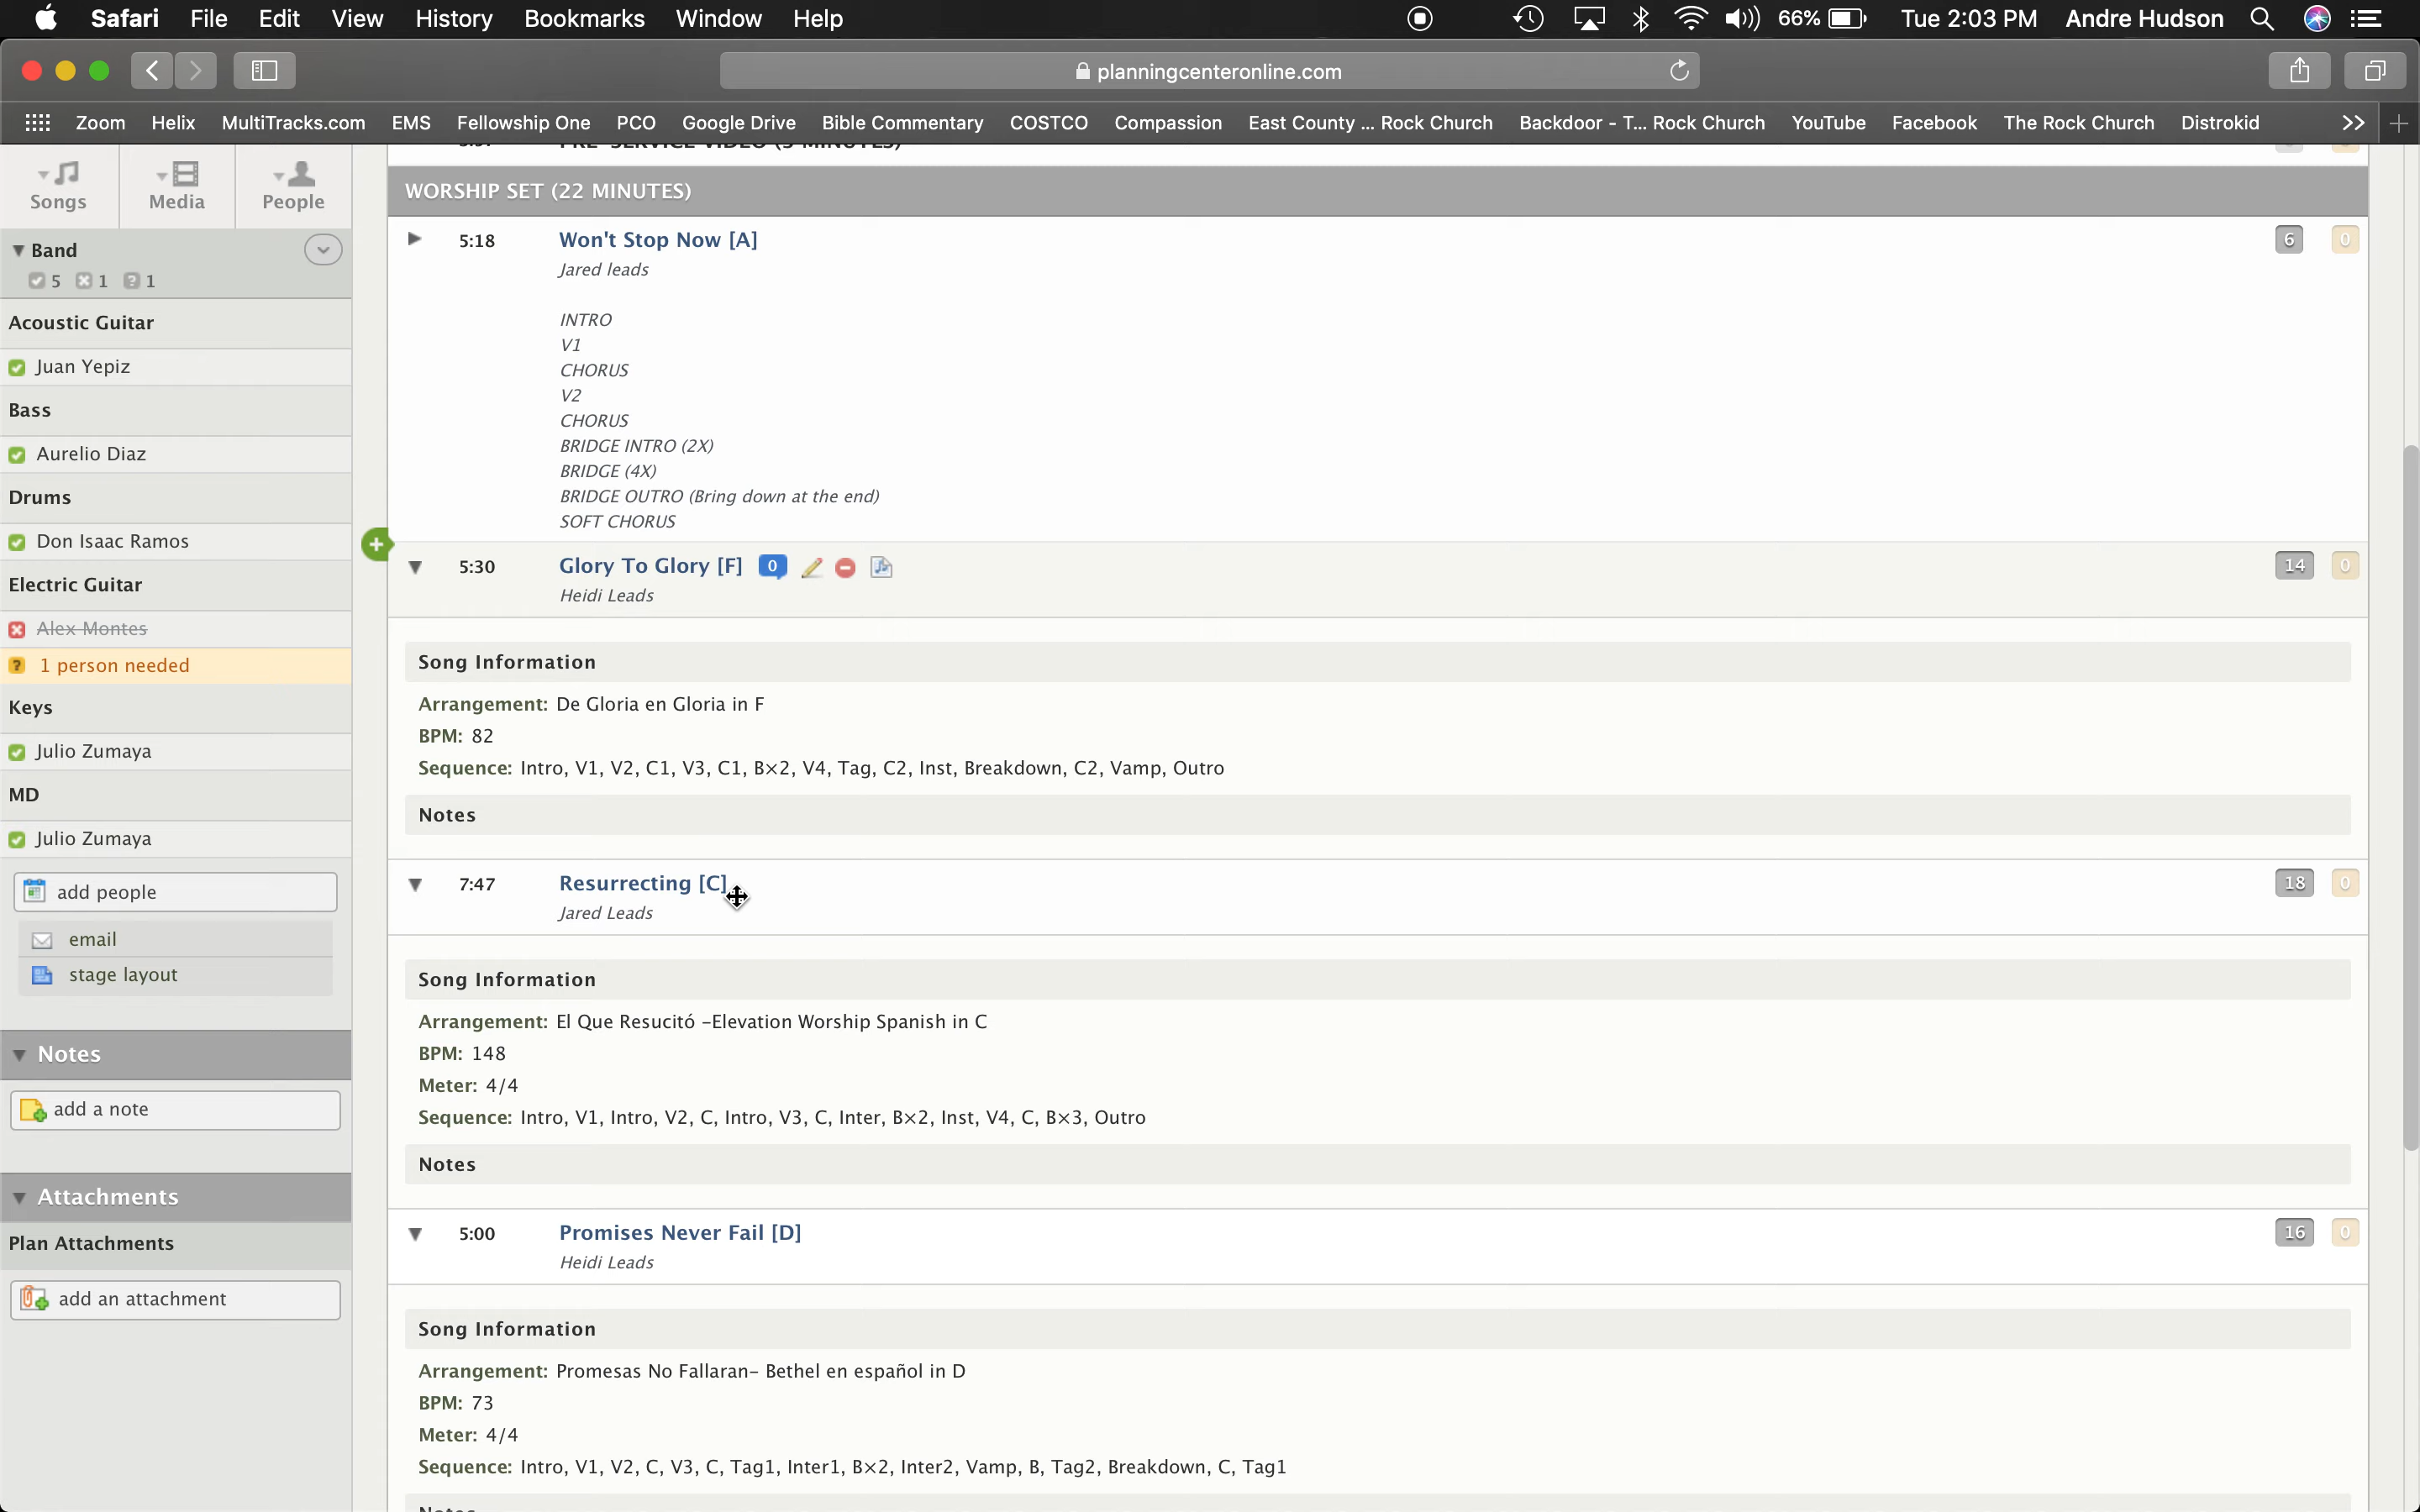 Safari File Edit View History Bookmarks Window Help 66% Tue 2:03 PM Andre Hudson
planningcenteronline.com
Zoom Helix MultiTracks.com EMS Fellowship One PCO Google Drive Bible Commentary COSTCO Compassion East County ... Rock Church Backdoor - T... Rock Church YouTube Facebook The Rock Church Distrokid
Songs Media People
Band
5 1 ? 1
Acoustic Guitar
Juan Yepiz
Bass
Aurelio Diaz
Drums
Don Isaac Ramos
Electric Guitar
Alex Montes
? 1 person needed
Keys
Julio Zumaya
MD
Julio Zumaya
add people
email
stage layout
Notes
add a note
Attachments
Plan Attachments
add an attachment
PRE-SERVICE VIDEO (5 MINUTES)
WORSHIP SET (22 MINUTES)
5:18 Won't Stop Now [A] 6 0
Jared leads
INTRO
V1
CHORUS
V2
CHORUS
BRIDGE INTRO (2X)
BRIDGE (4X)
BRIDGE OUTRO (Bring down at the end)
SOFT CHORUS
5:30 Glory To Glory [F] 0 14 0
Heidi Leads
Song Information
Arrangement: De Gloria en Gloria in F
BPM: 82
Sequence: Intro, V1, V2, C1, V3, C1, B×2, V4, Tag, C2, Inst, Breakdown, C2, Vamp, Outro
Notes
7:47 Resurrecting [C] 18 0
Jared Leads
Song Information
Arrangement: El Que Resucitó -Elevation Worship Spanish in C
BPM: 148
Meter: 4/4
Sequence: Intro, V1, Intro, V2, C, Intro, V3, C, Inter, B×2, Inst, V4, C, B×3, Outro
Notes
5:00 Promises Never Fail [D] 16 0
Heidi Leads
Song Information
Arrangement: Promesas No Fallaran- Bethel en español in D
BPM: 73
Meter: 4/4
Sequence: Intro, V1, V2, C, V3, C, Tag1, Inter1, B×2, Inter2, Vamp, B, Tag2, Breakdown, C, Tag1